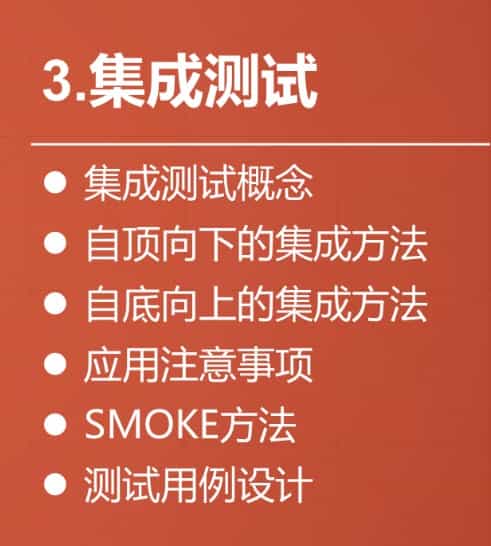 3.集成测试
● 集成测试概念
● 自顶向下的集成方法
● 自底向上的集成方法
● 应用注意事项
● SMOKE方法
● 测试用例设计